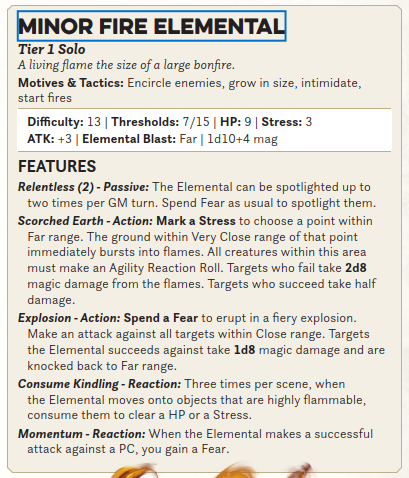 MINOR FIRE ELEMENTAL
Tier 1 Solo
A living flame the size of a large bonfire.
Motives & Tactics: Encircle enemies, grow in size, intimidate,
start fires
Difficulty: 13 | Thresholds: 7/15 | HP: 9 | Stress: 3
ATK: +3 | Elemental Blast: Far | 1d10+4 mag
FEATURES
Relentless (2) - Passive: The Elemental can be spotlighted up to
two times per GM turn. Spend Fear as usual to spotlight them.
Scorched Earth - Action: Mark a Stress to choose a point within
Far range. The ground within Very Close range of that point
immediately bursts into flames. All creatures within this area
must make an Agility Reaction Roll. Targets who fail take 2d8
magic damage from the flames. Targets who succeed take half
damage.
Explosion - Action: Spend a Fear to erupt in a fiery explosion.
Make an attack against all targets within Close range. Targets
the Elemental succeeds against take 1d8 magic damage and are
knocked back to Far range.
Consume Kindling - Reaction: Three times per scene, when
the Elemental moves onto objects that are highly flammable,
consume them to clear a HP or a Stress.
Momentum - Reaction: When the Elemental makes a successful
attack against a PC, you gain a Fear.